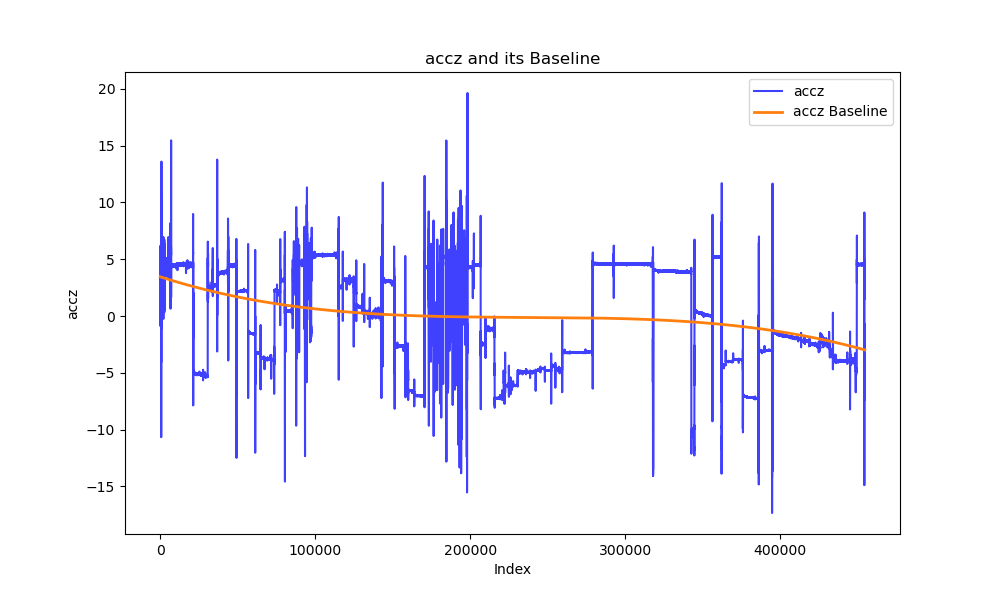 accz and its Baseline
accz
accz Baseline
20
15
10
5
0
−5
−10
−15
accz
0
100000
200000
300000
400000
Index